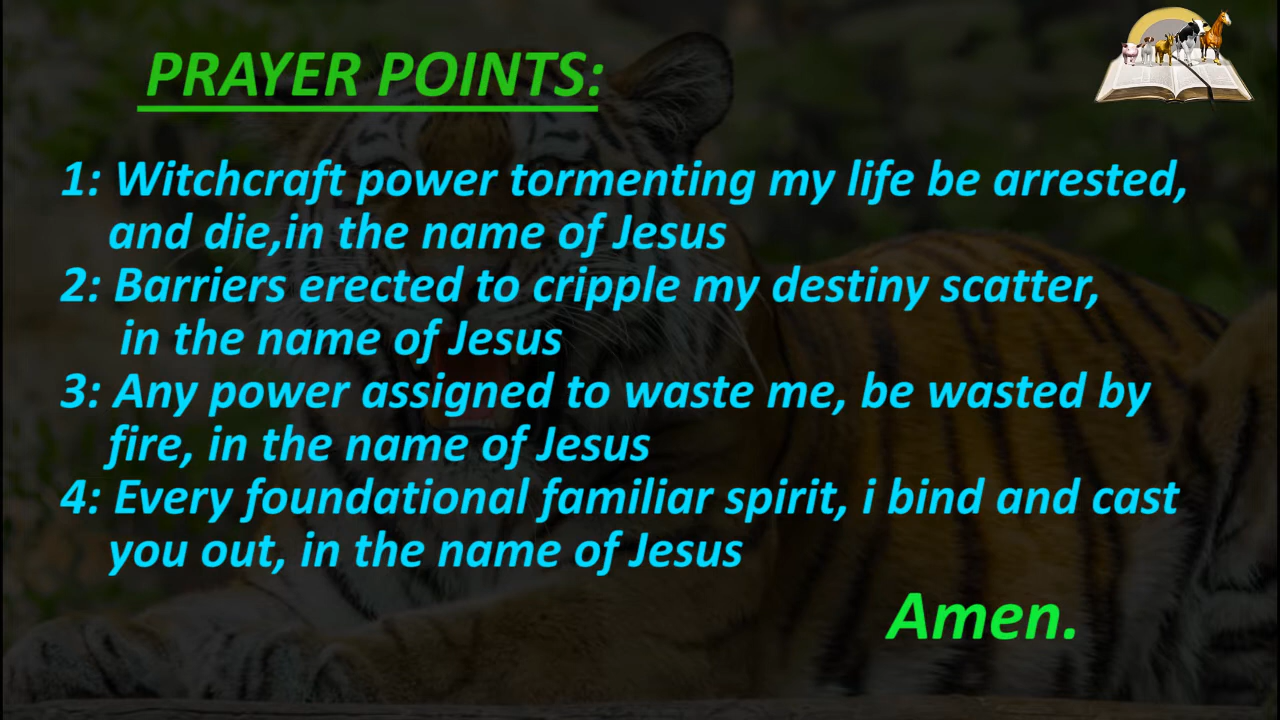 PRAYER POINTS:
1: Witchcraft power tormenting my life be arrested,
and die,in the name of Jesus
2: Barriers erected to cripple my destiny scatter,
in the name of Jesus
3: Any power assigned to waste me, be wasted by
fire, in the name of Jesus
4: Every foundational familiar spirit, i bind and cast
you out, in the name of Jesus
Amen.